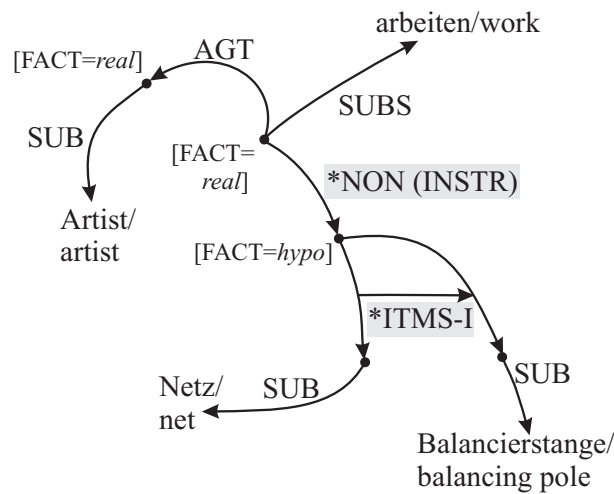 arbeiten/work
AGT
[FACT=real]
SUBS
SUB
[FACT=
real]
*NON (INSTR)
Artist/
artist
[FACT=hypo]
*ITMS-I
Netz/
net
SUB
SUB
Balancierstange/
balancing pole